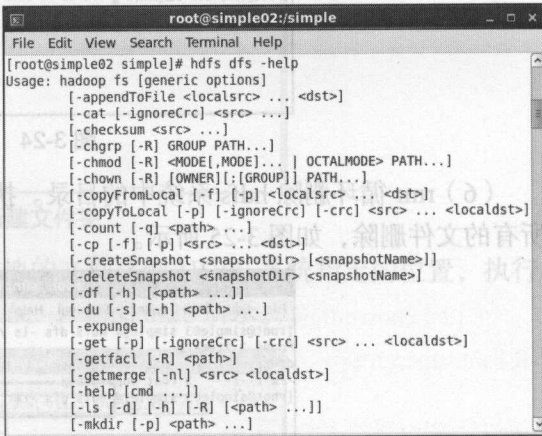 root@simple02:/simple
File Edit View Search Terminal Help
[root@simple02 simple]# hdfs dfs -help
Usage: hadoop fs [generic options]
[-appendToFile <localsrc> ... <dst>]
[-cat [-ignoreCrc] <src> ...]
[-checksum <src> ...]
[-chgrp [-R] GROUP PATH...]
[-chmod [-R] <MODE[,MODE]... | OCTALMODE> PATH...]
[-chown [-R] [OWNER][:[GROUP]] PATH...]
[-copyFromLocal [-f] [-p] <localsrc> ... <dst>]
[-copyToLocal [-p] [-ignoreCrc] [-crc] <src> ... <localdst>]
[-count [-q] <path> ...]
[-cp [-f] [-p] <src> ... <dst>]
[-createSnapshot <snapshotDir> [<snapshotName>]]
[-deleteSnapshot <snapshotDir> <snapshotName>]
[-df [-h] [<path> ...]]
[-du [-s] [-h] <path> ...]
[-expunge]
[-get [-p] [-ignoreCrc] [-crc] <src> ... <localdst>]
[-getfacl [-R] <path>]
[-getmerge [-nl] <src> <localdst>]
[-help [cmd ...]]
[-ls [-d] [-h] [-R] [<path> ...]]
[-mkdir [-p] <path> ...]